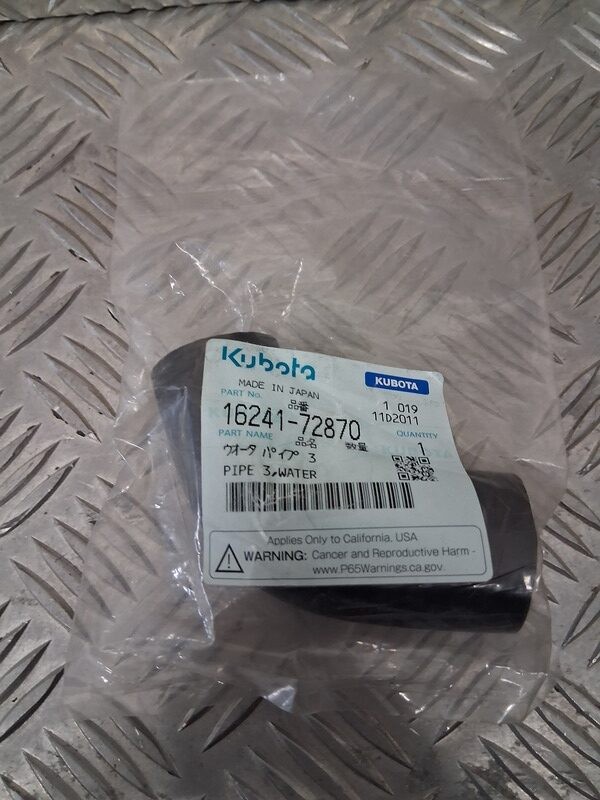 Kubota
KUBOTA
MADE IN JAPAN
PART No.
品番
1 019
11D2011
16241-72870
PART NAME
品名
数量
QUANTITY
1
ウオータ パイプ 3
PIPE 3,WATER
Applies Only to California, USA
WARNING: Cancer and Reproductive Harm -
www.P65Warnings.ca.gov.